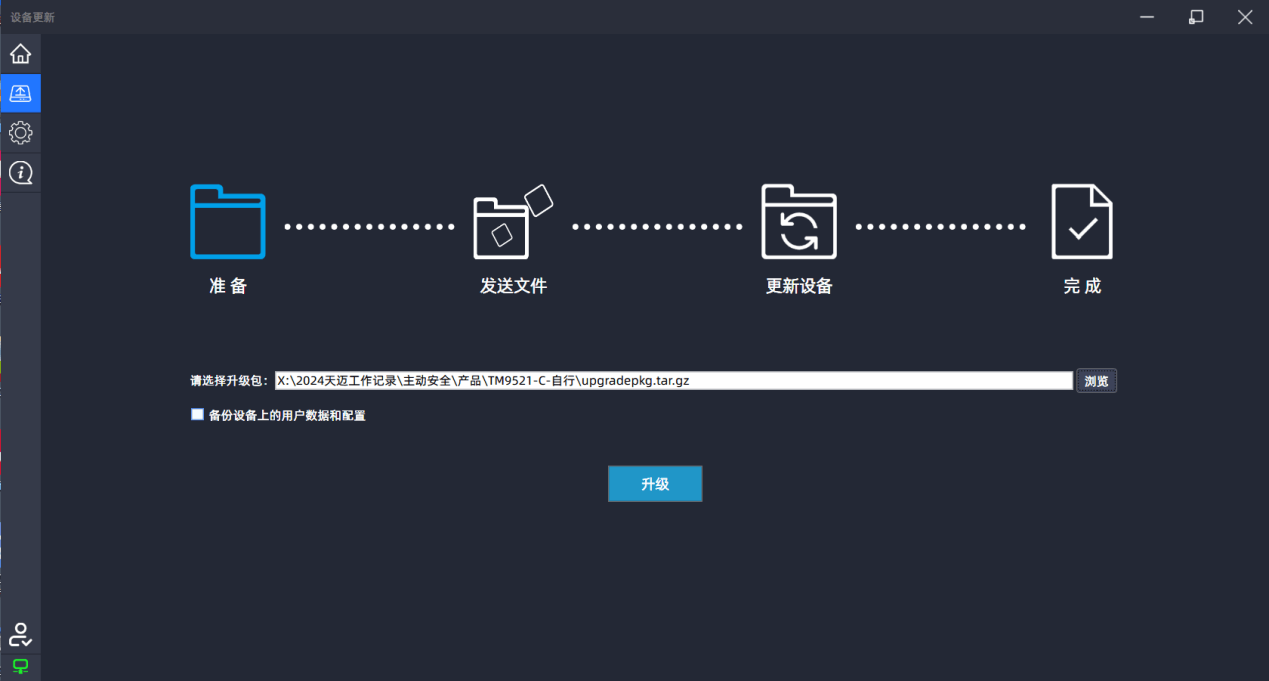 设备更新
准 备
发送文件
更新设备
完 成
请选择升级包: X:\2024天迈工作记录\主动安全\产品\TM9521-C-自行\upgradepkg.tar.gz 浏览
备份设备上的用户数据和配置
升级